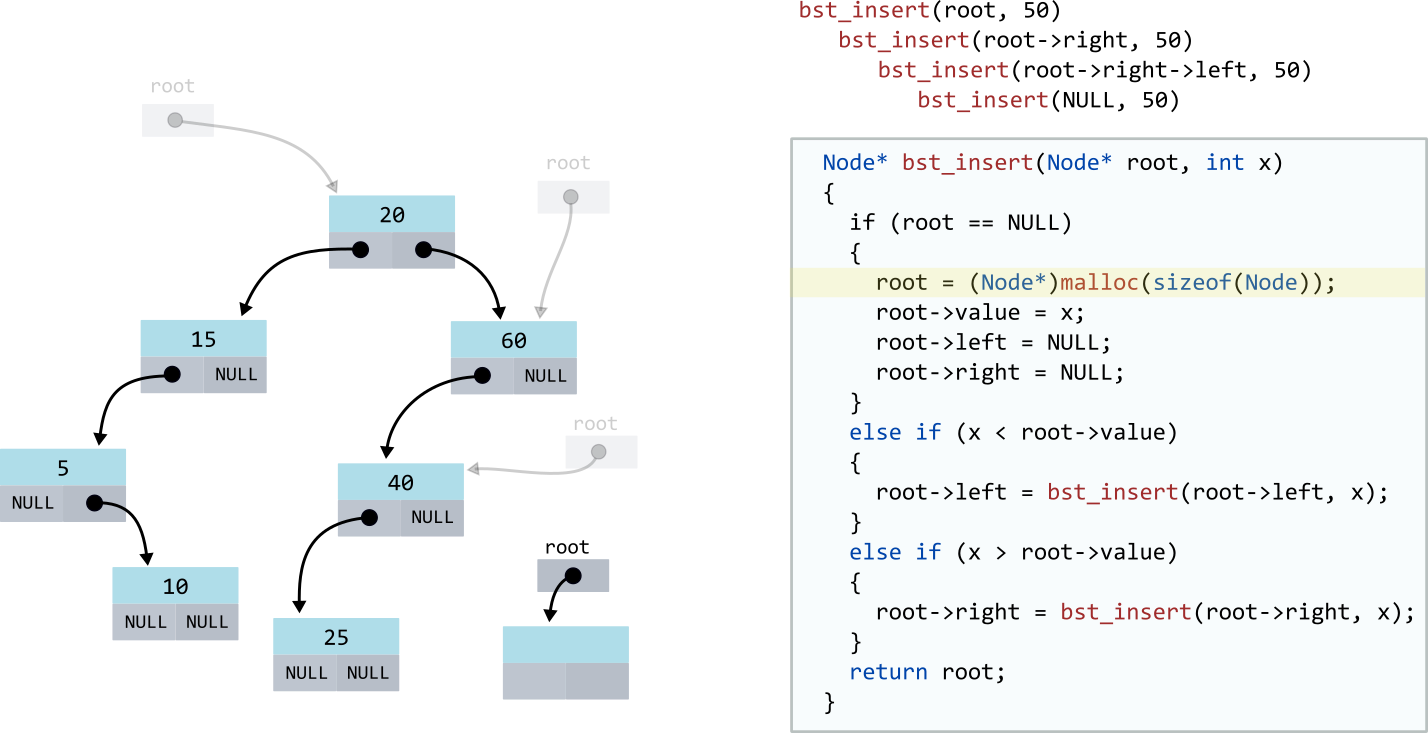 root
root
20
15
NULL
60
NULL
root
5
NULL
40
NULL
root
10
NULL NULL
25
NULL NULL
bst_insert(root, 50)
bst_insert(root->right, 50)
bst_insert(root->right->left, 50)
bst_insert(NULL, 50)
Node* bst_insert(Node* root, int x)
{
if (root == NULL)
{
root = (Node*)malloc(sizeof(Node));
root->value = x;
root->left = NULL;
root->right = NULL;
}
else if (x < root->value)
{
root->left = bst_insert(root->left, x);
}
else if (x > root->value)
{
root->right = bst_insert(root->right, x);
}
return root;
}